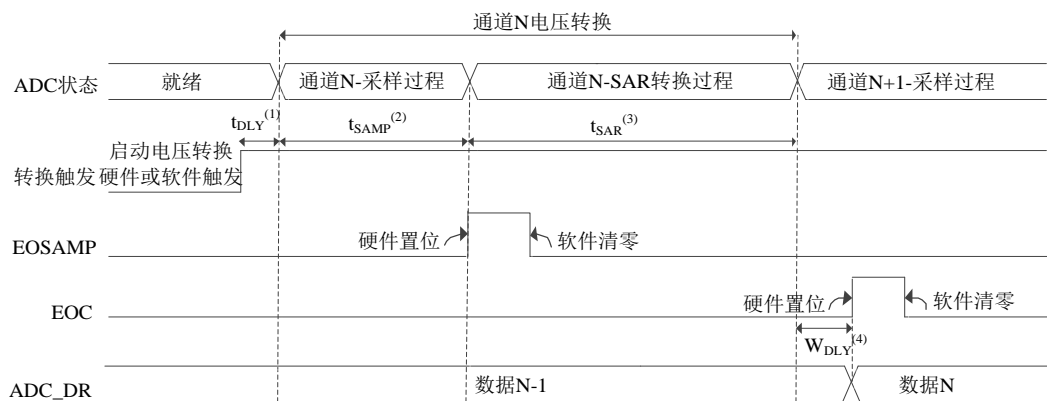 通道N电压转换
ADC状态
就绪
通道N-采样过程
通道N-SAR转换过程
通道N+1-采样过程
tDLY(1)
tSAMP(2)
tSAR(3)
启动电压转换
转换触发
硬件或软件触发
EOSAMP
硬件置位
软件清零
EOC
硬件置位
软件清零
WDLY(4)
ADC_DR
数据N-1
数据N